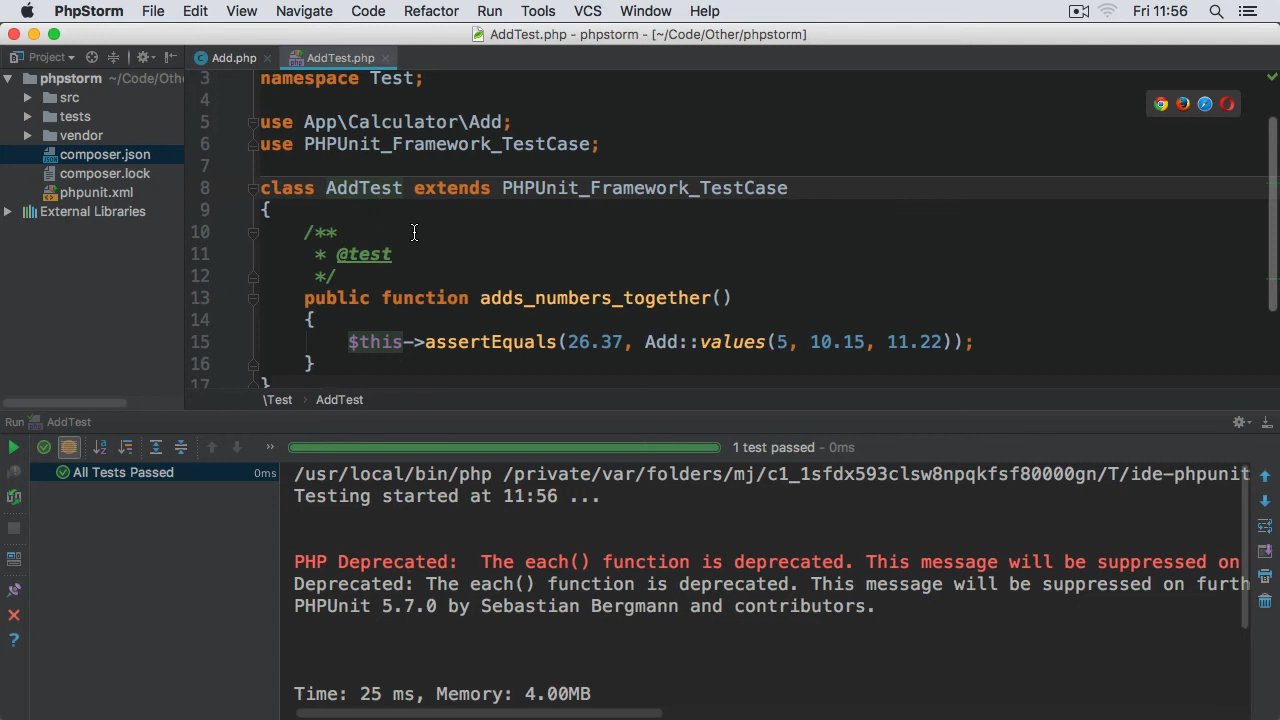 PhpStorm File Edit View Navigate Code Refactor Run Tools VCS Window Help Fri 11:56
AddTest.php - phpstorm - [~/Code/Other/phpstorm]
Project
Add.php
AddTest.php
phpstorm ~/Code/Othe
src
tests
vendor
composer.json
composer.lock
phpunit.xml
External Libraries
3 namespace Test;
4
5 use App\Calculator\Add;
6 use PHPUnit_Framework_TestCase;
7
8 class AddTest extends PHPUnit_Framework_TestCase
9 {
10 /**
11 * @test
12 */
13 public function adds_numbers_together()
14 {
15 $this->assertEquals(26.37, Add::values(5, 10.15, 11.22));
16 }
17 }
\Test AddTest
Run AddTest
1 test passed - 0ms
All Tests Passed 0ms
/usr/local/bin/php /private/var/folders/mj/c1_1sfdx593clsw8npqkfsf80000gn/T/ide-phpunit
Testing started at 11:56 ...
PHP Deprecated: The each() function is deprecated. This message will be suppressed on
Deprecated: The each() function is deprecated. This message will be suppressed on furth
PHPUnit 5.7.0 by Sebastian Bergmann and contributors.
Time: 25 ms, Memory: 4.00MB